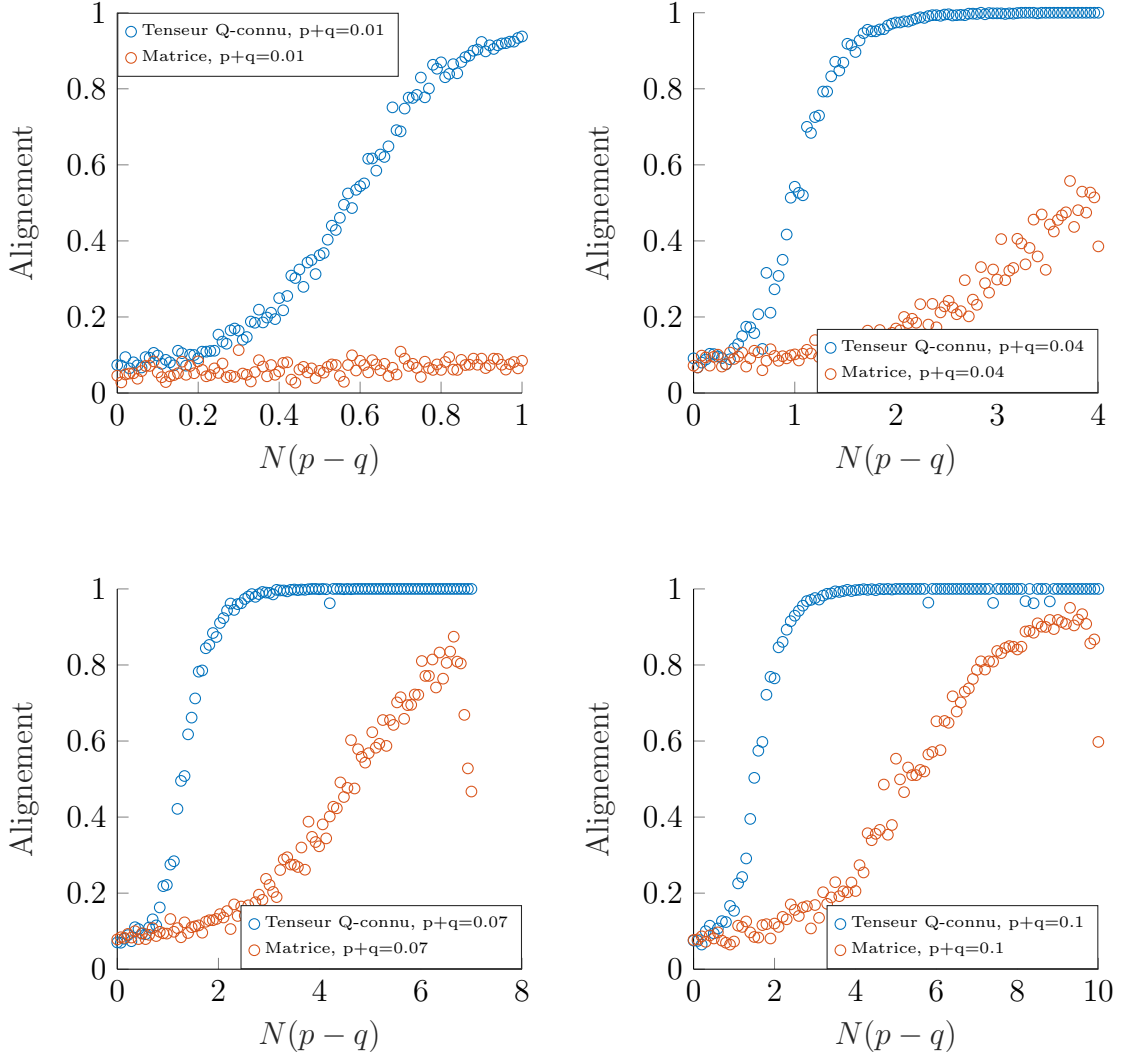 Tenseur Q-connu, p+q=0.01
Matrice, p+q=0.01
Alignement
1
0.8
0.6
0.4
0.2
0
0 0.2 0.4 0.6 0.8 1
N(p − q)
Alignement
1
0.8
0.6
0.4
0.2
0
Tenseur Q-connu, p+q=0.04
Matrice, p+q=0.04
0 1 2 3 4
N(p − q)
Alignement
1
0.8
0.6
0.4
0.2
0
Tenseur Q-connu, p+q=0.07
Matrice, p+q=0.07
0 2 4 6 8
N(p − q)
Alignement
1
0.8
0.6
0.4
0.2
0
Tenseur Q-connu, p+q=0.1
Matrice, p+q=0.1
0 2 4 6 8 10
N(p − q)